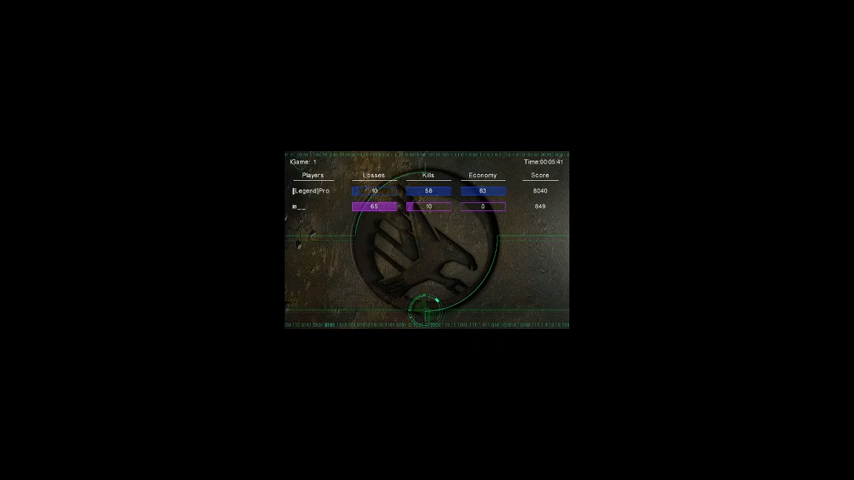 Game: 1 Time:00:05:41
Players Losses Kills Economy Score
[Legend]Pro 10 58 83 8040
is__ 65 10 0 849